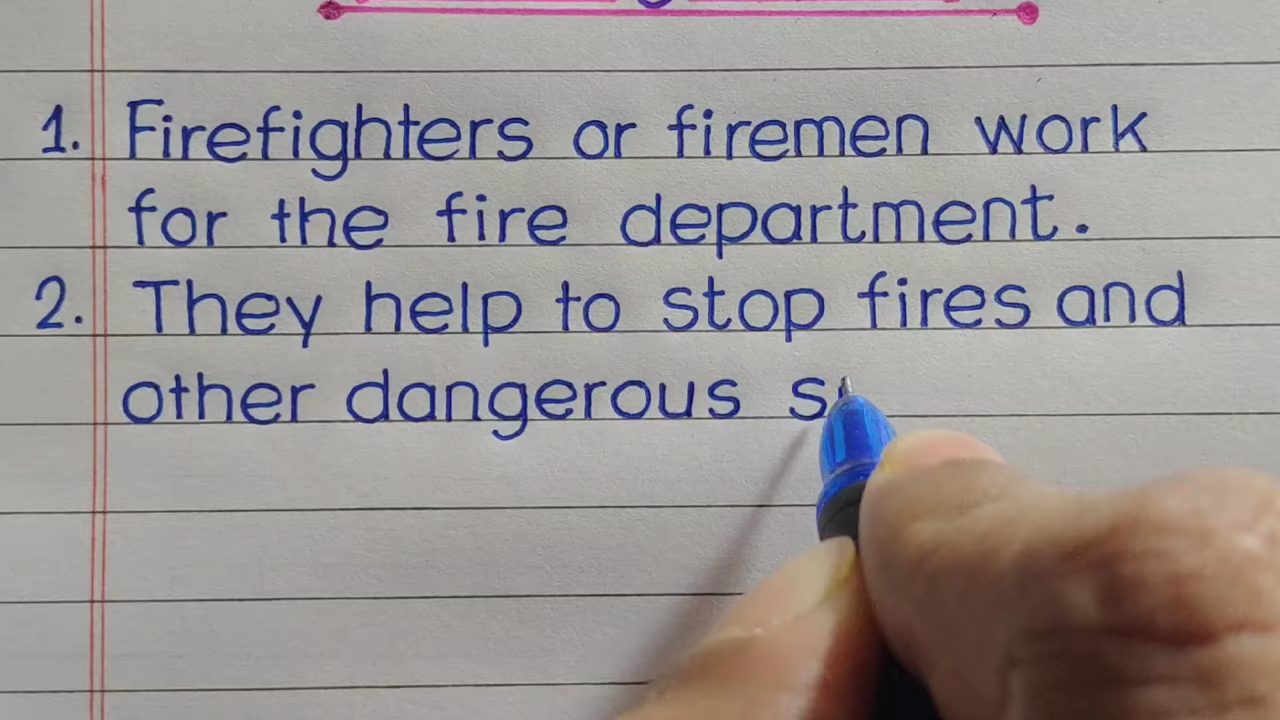 1. Firefighters or firemen work
for the fire department.
2. They help to stop fires and
other dangerous s